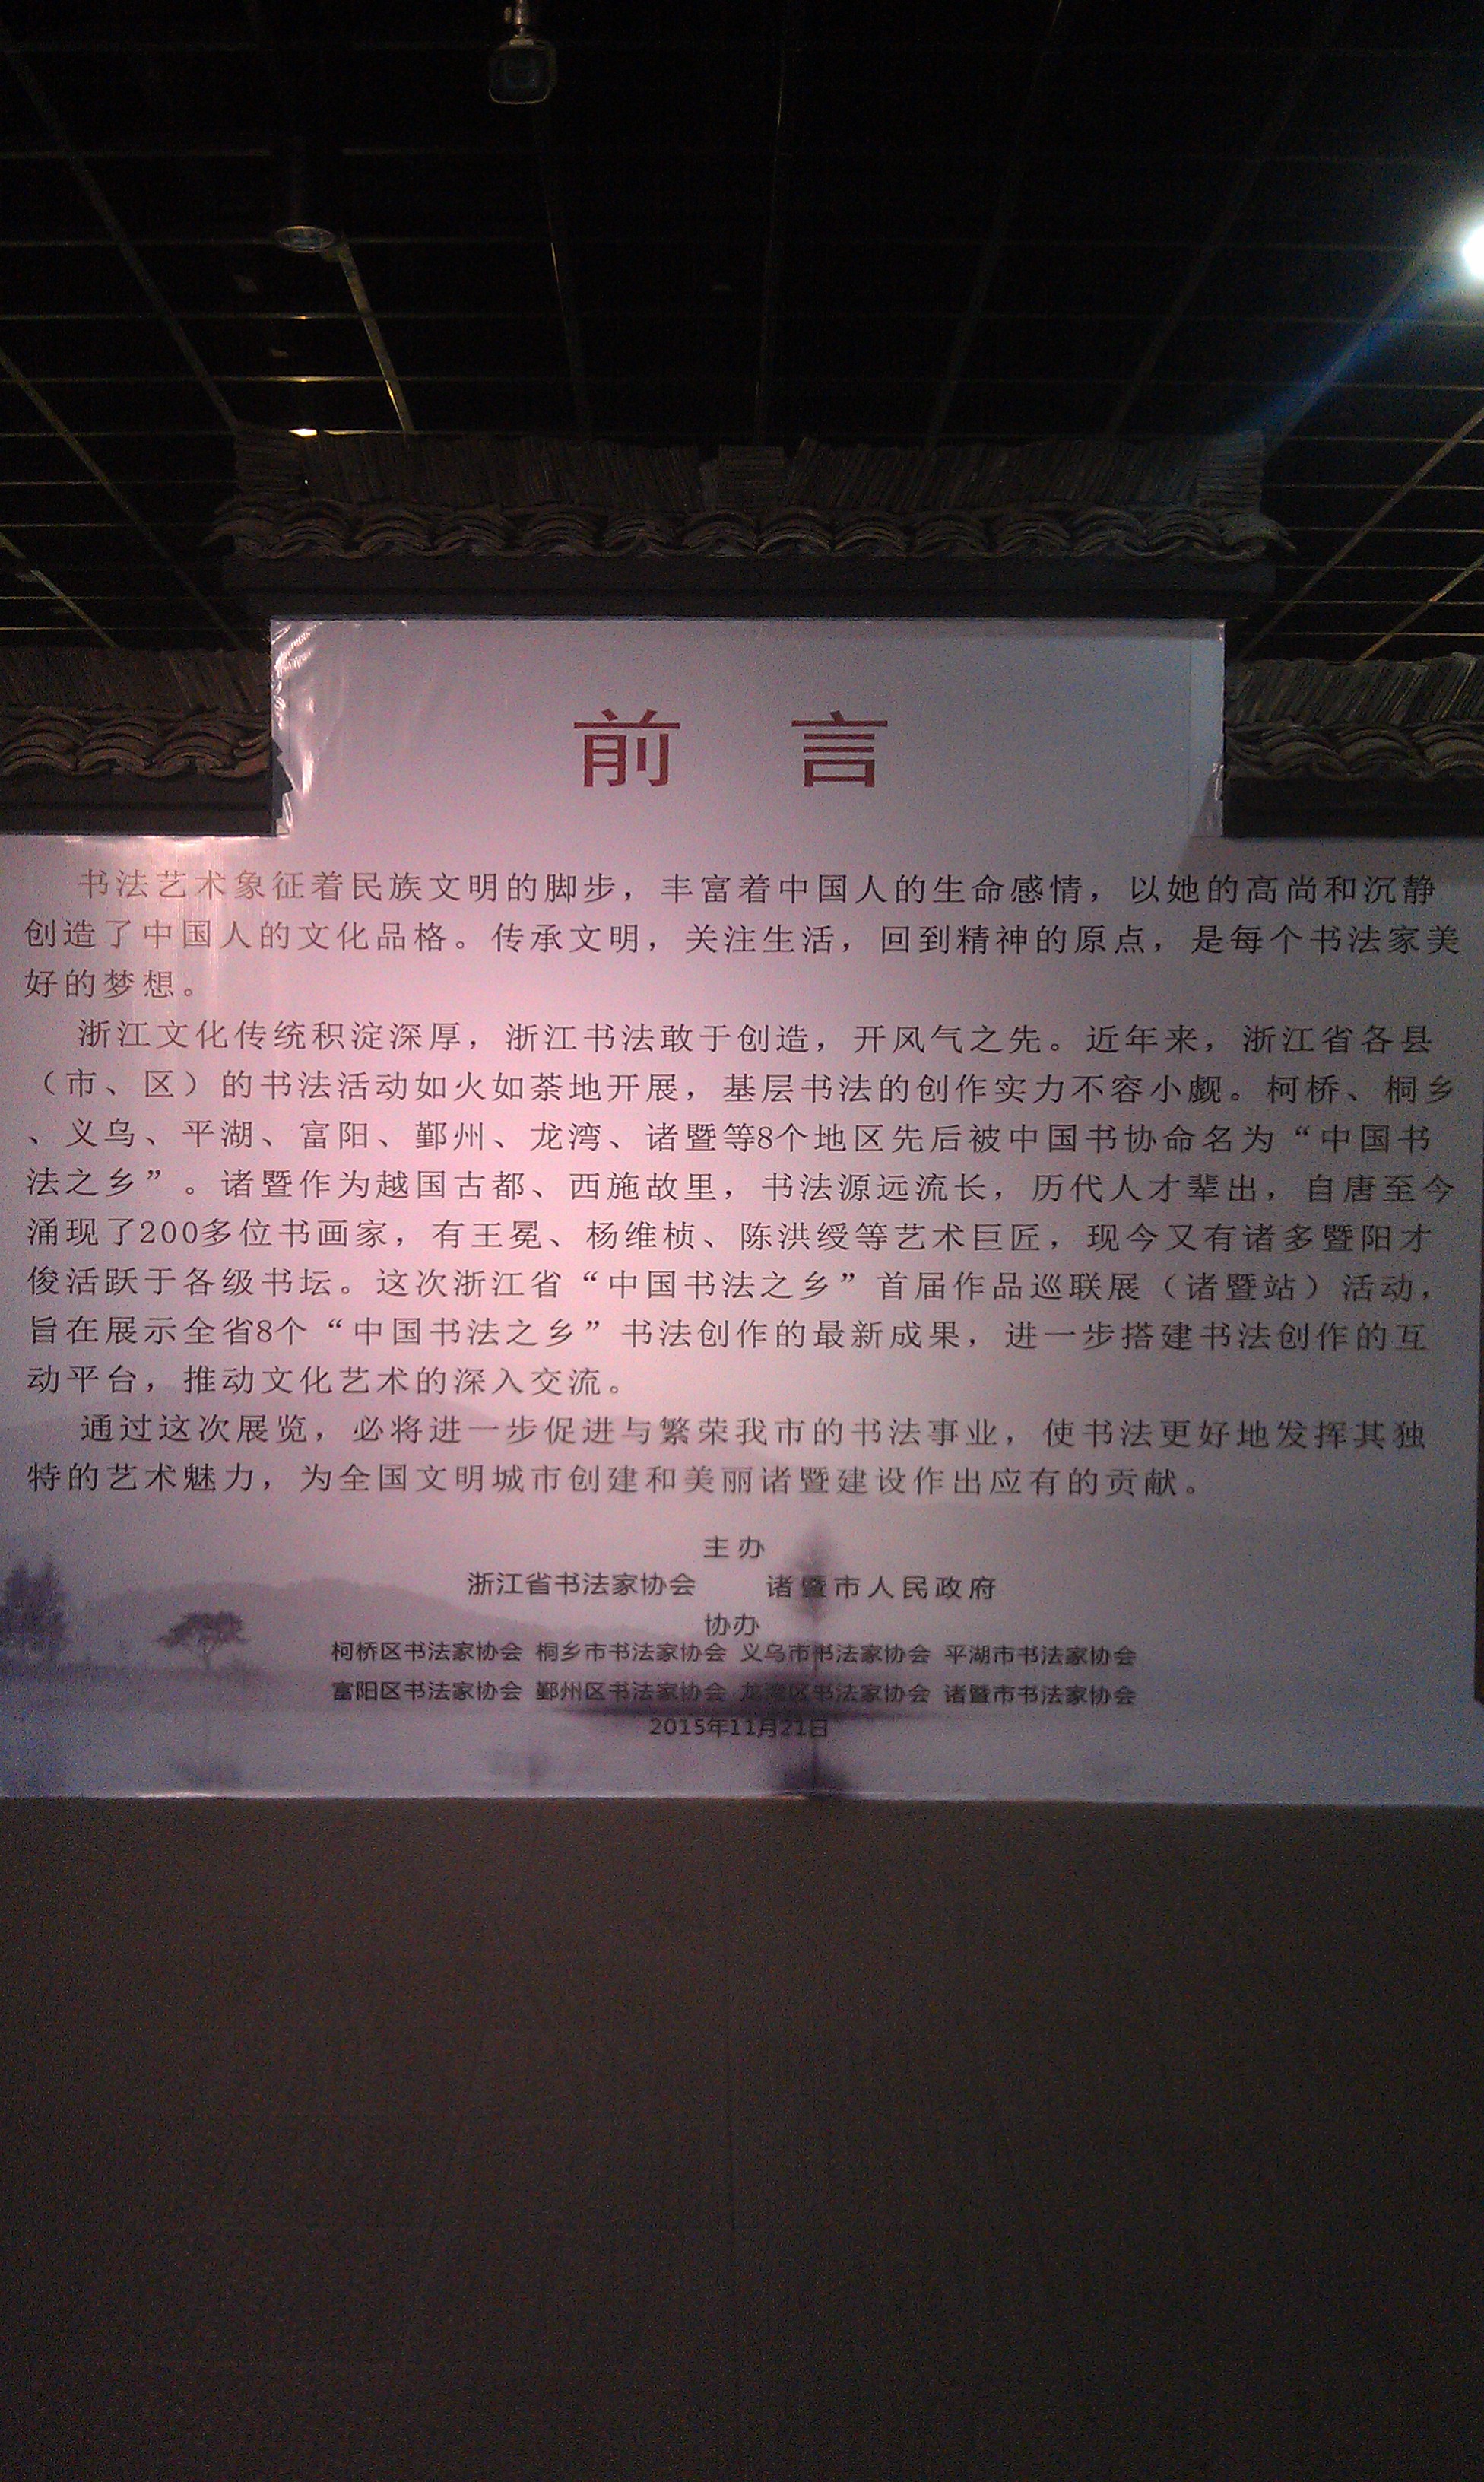 前言
书法艺术象征着民族文明的脚步，丰富着中国人的生命感情，以她的高尚和沉静
创造了中国人的文化品格。传承文明，关注生活，回到精神的原点，是每个书法家美
好的梦想。
浙江文化传统积淀深厚，浙江书法敢于创造，开风气之先。近年来，浙江省各县
（市、区）的书法活动如火如荼地开展，基层书法的创作实力不容小觑。柯桥、桐乡
、义乌、平湖、富阳、鄞州、龙湾、诸暨等8个地区先后被中国书协命名为“中国书
法之乡”。诸暨作为越国古都、西施故里，书法源远流长，历代人才辈出，自唐至今
涌现了200多位书画家，有王冕、杨维桢、陈洪绶等艺术巨匠，现今又有诸多暨阳才
俊活跃于各级书坛。这次浙江省“中国书法之乡”首届作品巡联展（诸暨站）活动，
旨在展示全省8个“中国书法之乡”书法创作的最新成果，进一步搭建书法创作的互
动平台，推动文化艺术的深入交流。
通过这次展览，必将进一步促进与繁荣我市的书法事业，使书法更好地发挥其独
特的艺术魅力，为全国文明城市创建和美丽诸暨建设作出应有的贡献。
主办
浙江省书法家协会 诸暨市人民政府
协办
柯桥区书法家协会 桐乡市书法家协会 义乌市书法家协会 平湖市书法家协会
富阳区书法家协会 鄞州区书法家协会 龙湾区书法家协会 诸暨市书法家协会
2015年11月21日